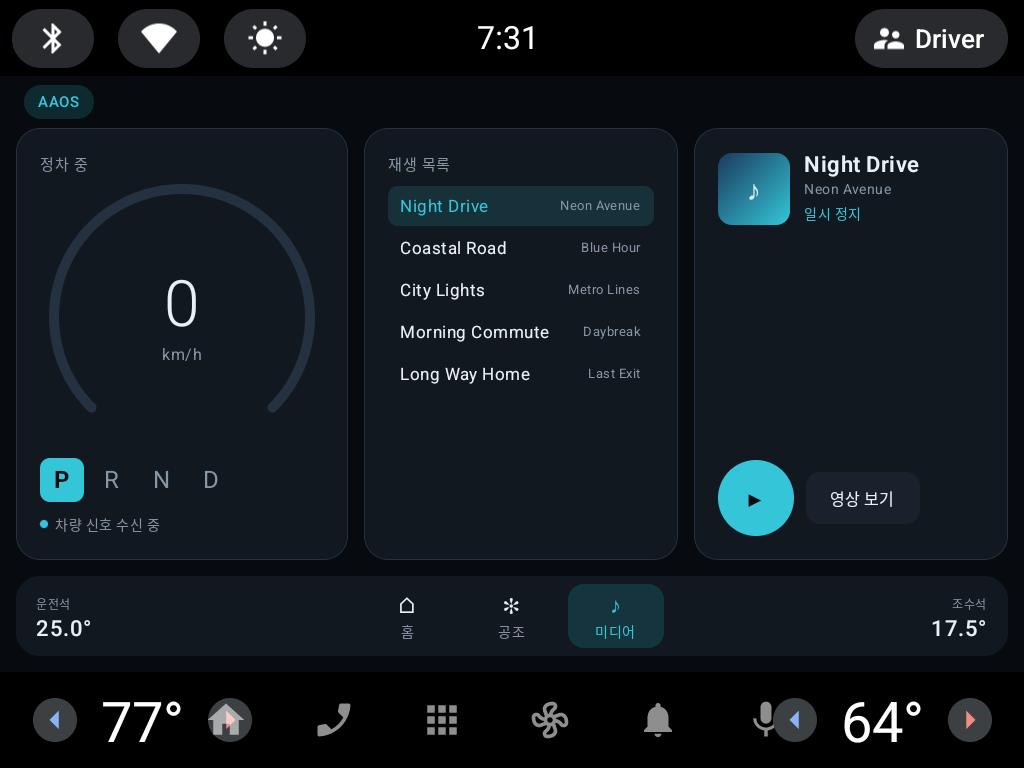 7:31
Driver
AAOS
정차 중
0
km/h
P R N D
차량 신호 수신 중
재생 목록
Night Drive Neon Avenue
Coastal Road Blue Hour
City Lights Metro Lines
Morning Commute Daybreak
Long Way Home Last Exit
Night Drive
Neon Avenue
일시 정지
영상 보기
운전석
25.0°
홈
공조
미디어
조수석
17.5°
77°
64°